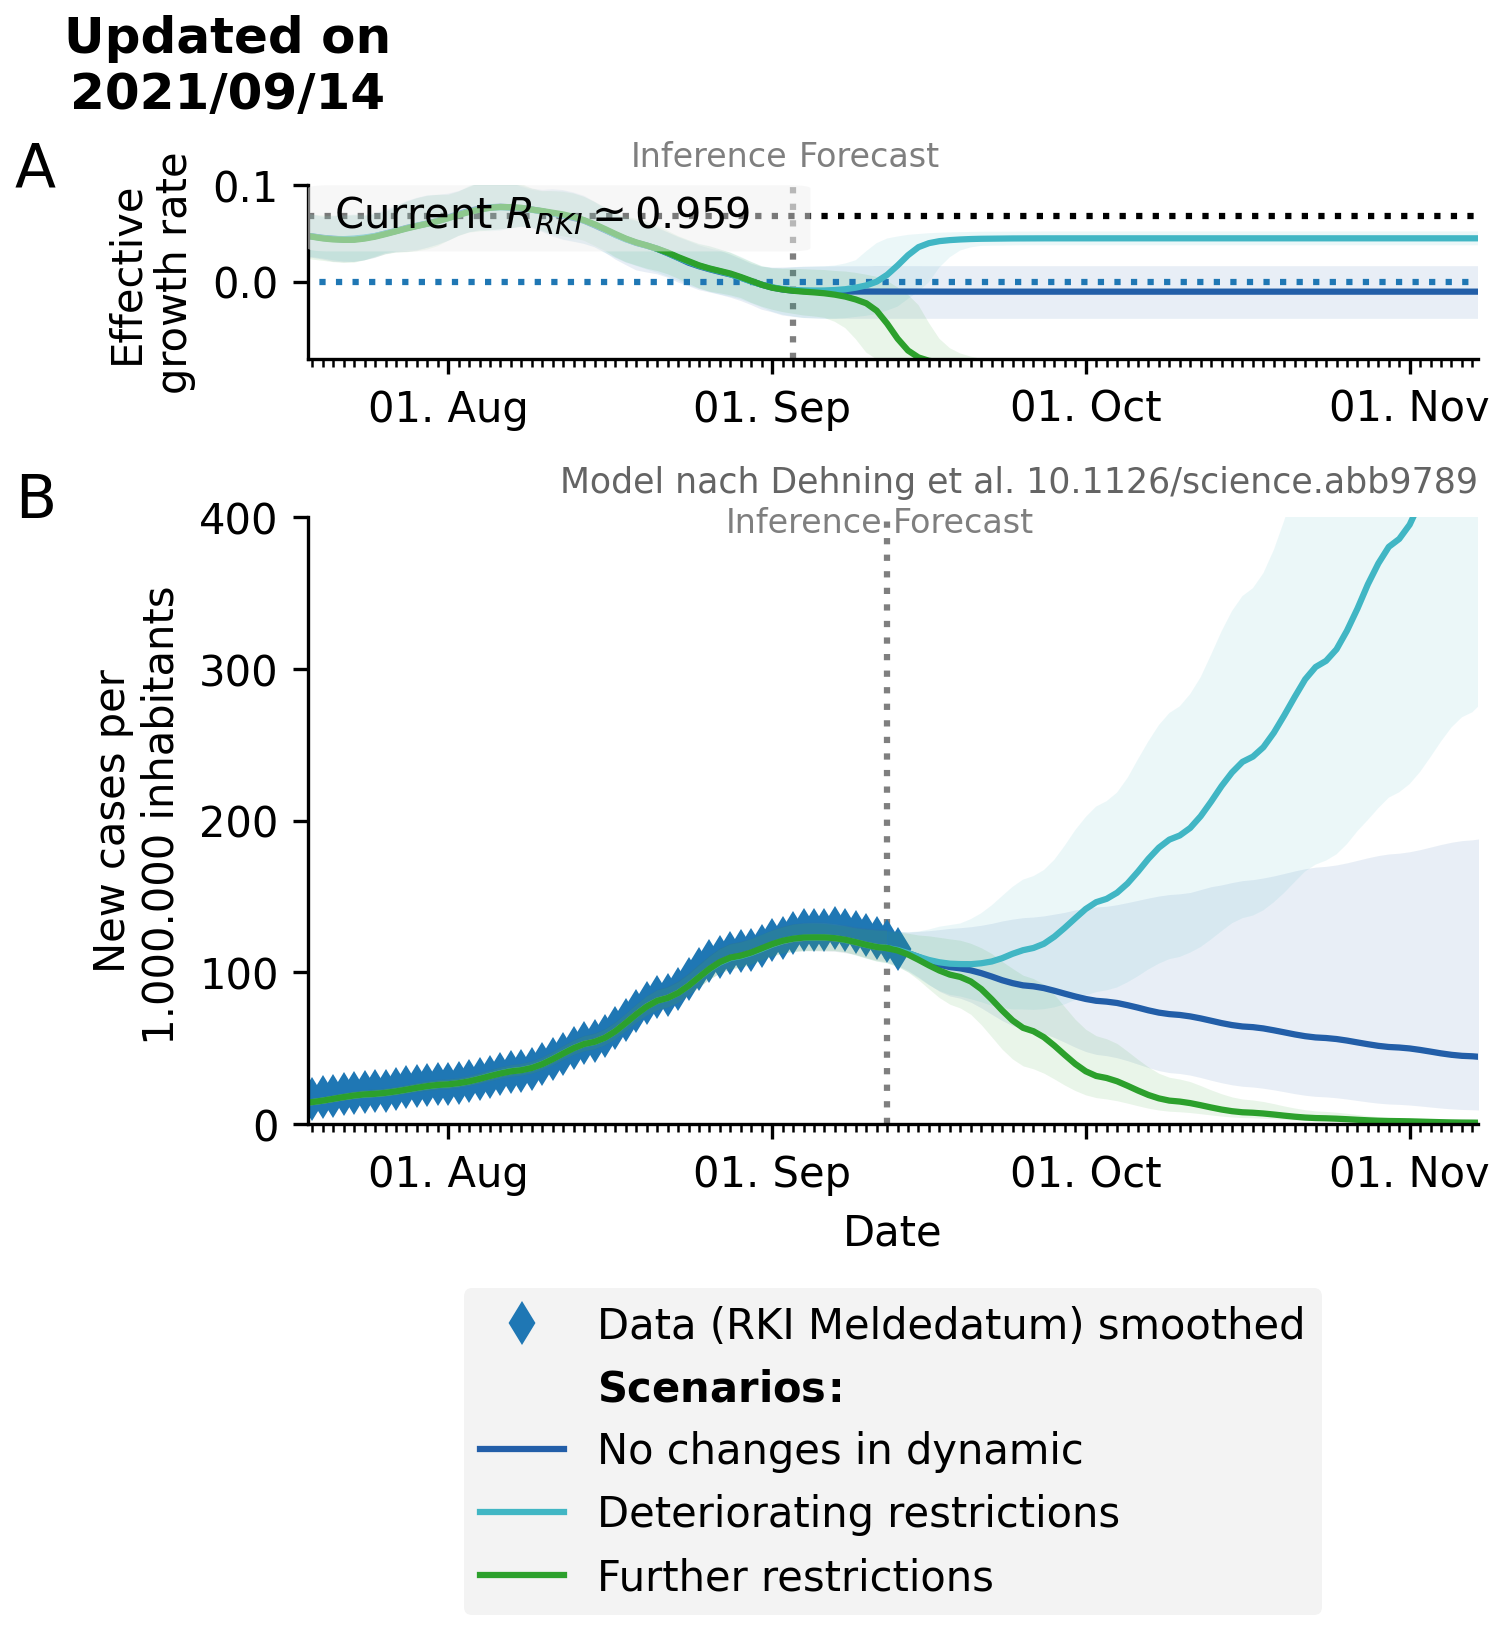 Updated on
2021/09/14
A
Effective
growth rate
0.1
0.0
Inference Forecast
Current R_RKI ≃ 0.959
01. Aug
01. Sep
01. Oct
01. Nov
B
Model nach Dehning et al. 10.1126/science.abb9789
Inference Forecast
New cases per
1.000.000 inhabitants
400
300
200
100
0
01. Aug
01. Sep
01. Oct
01. Nov
Date
Data (RKI Meldedatum) smoothed
Scenarios:
No changes in dynamic
Deteriorating restrictions
Further restrictions